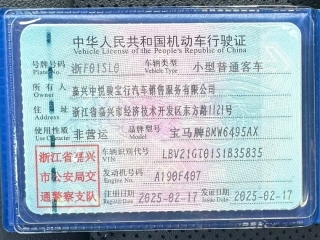 中华人民共和国机动车行驶证
Vehicle License of the People's Republic of China
号牌号码 浙F01SL0 车辆类型 小型普通客车
Plate No. Vehicle Type
所有人 嘉兴中悦骏宝行汽车销售服务有限公司
Owner
住址 浙江省嘉兴市经济技术开发区东方路1121号
Address
使用性质 非营运 品牌型号 宝马牌BMW6495AX
Use Character Model
浙江省嘉兴 车辆识别代号 LBV21GT01S1B35835
VIN
市公安局交 发动机号码 A190F407
Engine No.
通警察支队 注册日期 2025-02-17 发证日期 2025-02-17
Register Date Issue Date